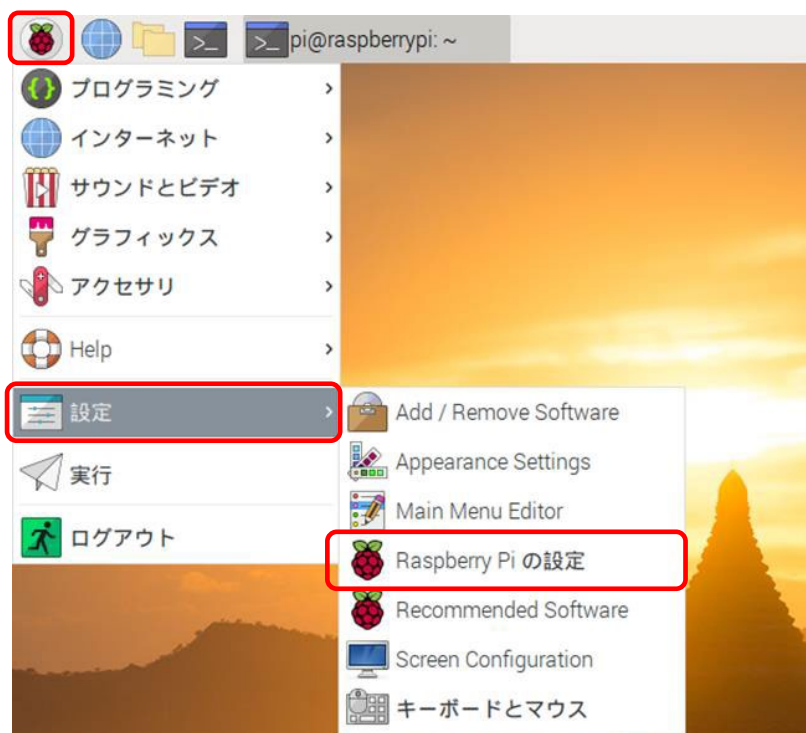 pi@raspberrypi: ~
プログラミング
インターネット
サウンドとビデオ
グラフィックス
アクセサリ
Help
設定
実行
ログアウト
Add / Remove Software
Appearance Settings
Main Menu Editor
Raspberry Pi の設定
Recommended Software
Screen Configuration
キーボードとマウス